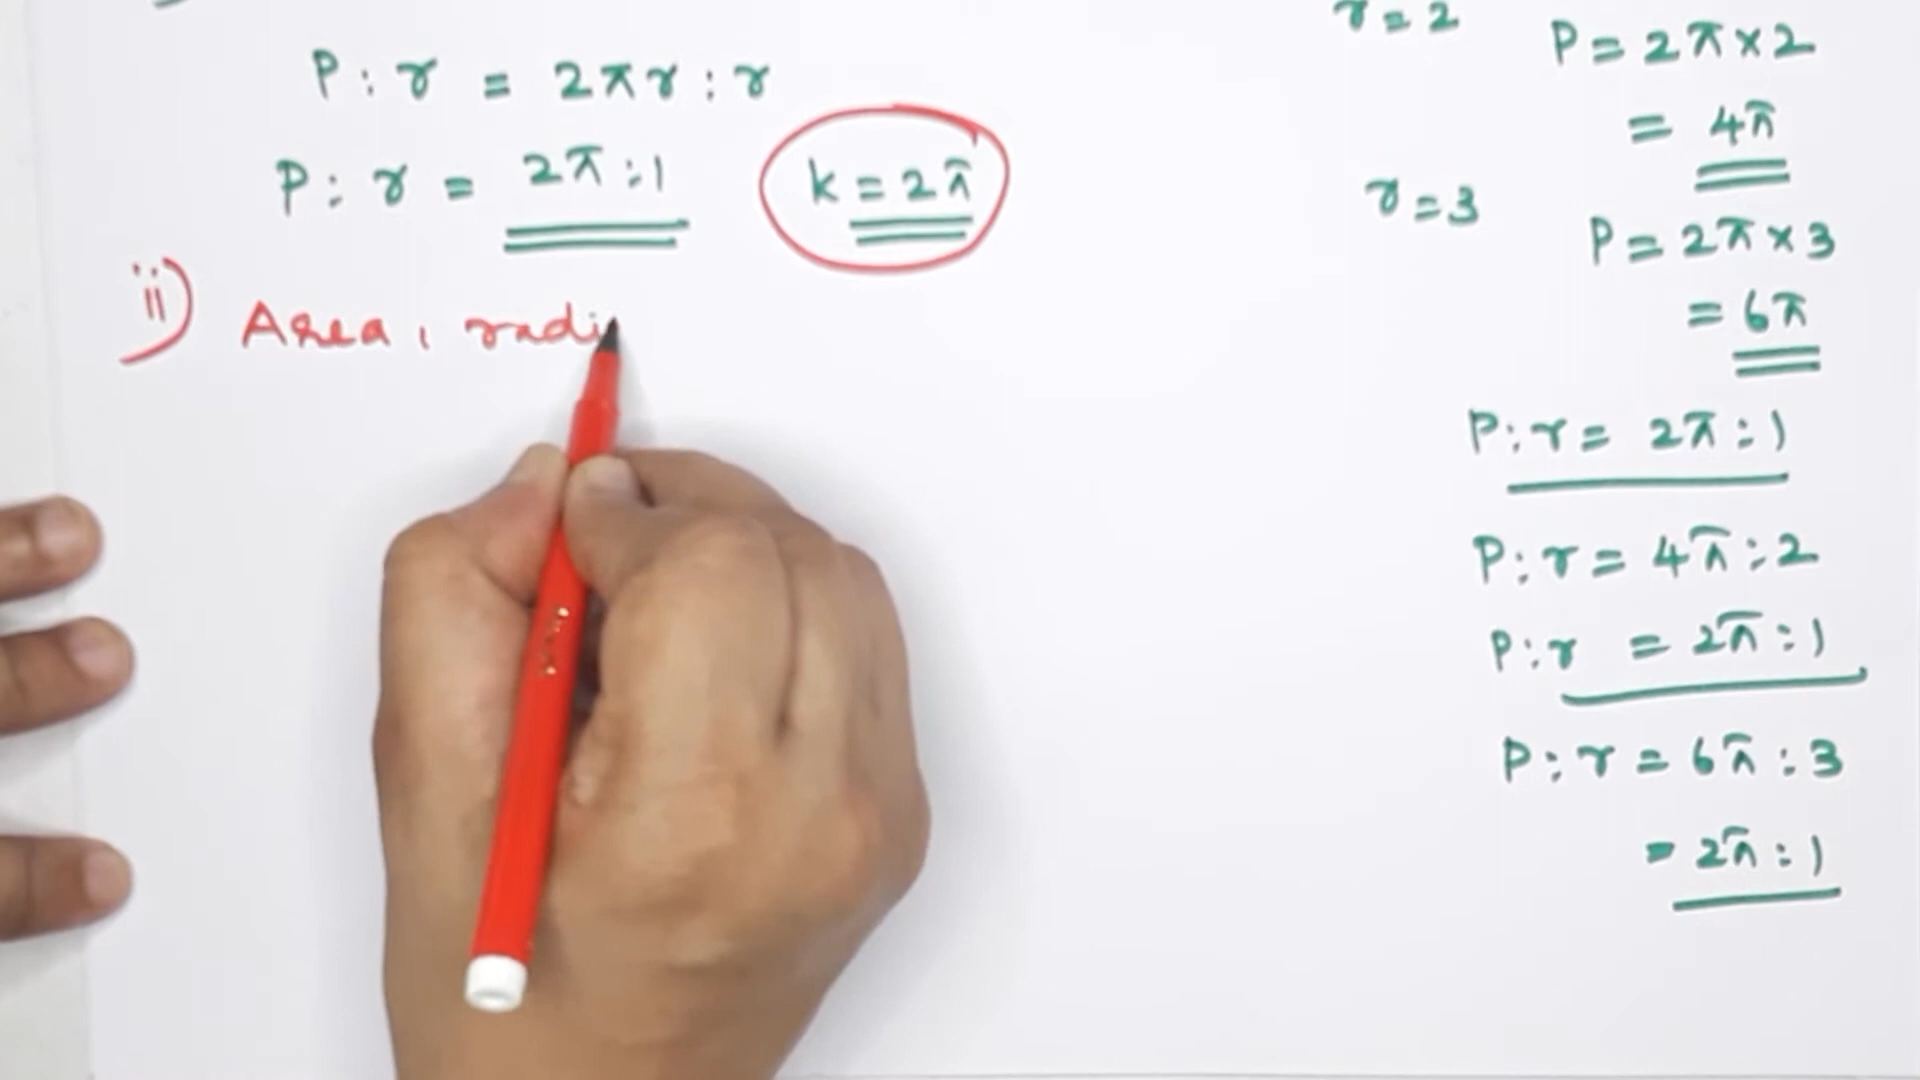 P : r = 2πr : r
P : r = 2π : 1 k = 2π
ii) Area, radi
r = 2 P = 2π × 2
= 4π
r = 3 P = 2π × 3
= 6π
P : r = 2π : 1
P : r = 4π : 2
P : r = 2π : 1
P : r = 6π : 3
= 2π : 1